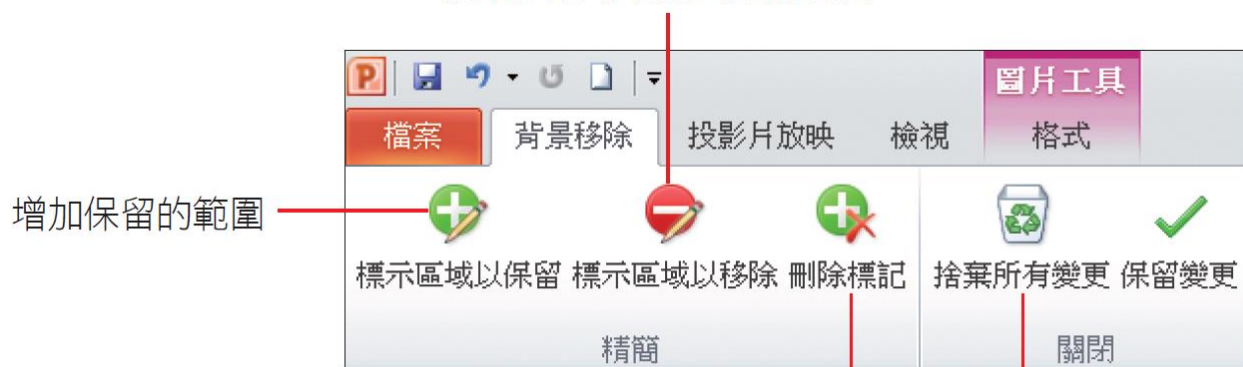 圖片工具
檔案 背景移除 投影片放映 檢視 格式
增加保留的範圍
標示區域以保留 標示區域以移除 刪除標記 捨棄所有變更 保留變更
精簡 關閉